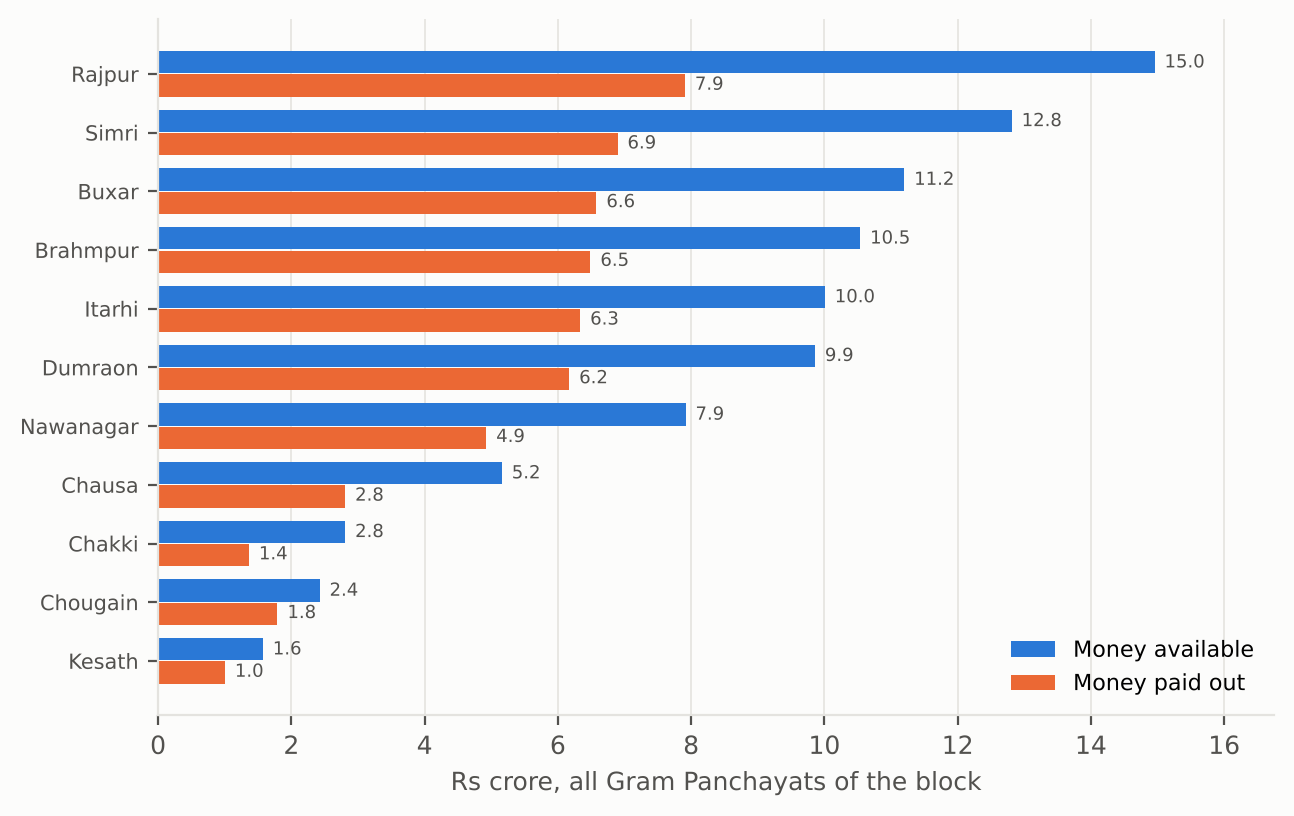 Rajpur 15.0
7.9
Simri 12.8
6.9
Buxar 11.2
6.6
Brahmpur 10.5
6.5
Itarhi 10.0
6.3
Dumraon 9.9
6.2
Nawanagar 7.9
4.9
Chausa 5.2
2.8
Chakki 2.8
1.4
Chougain 2.4
1.8
Kesath 1.6
1.0
Money available
Money paid out
0 2 4 6 8 10 12 14 16
Rs crore, all Gram Panchayats of the block